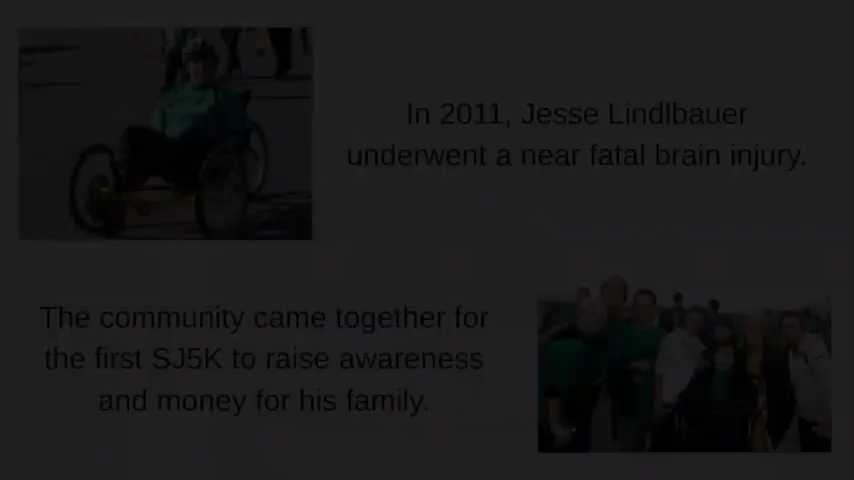 In 2011, Jesse Lindlbauer
underwent a near fatal brain injury.
The community came together for
the first SJ5K to raise awareness
and money for his family.